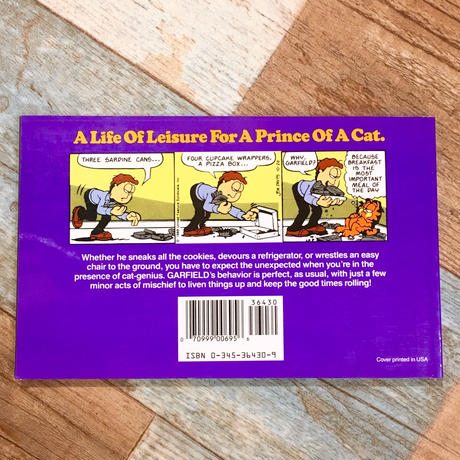 A Life Of Leisure For A Prince Of A Cat.
THREE SARDINE CANS...
FOUR CUPCAKE WRAPPERS,
A PIZZA BOX...
WHY,
GARFIELD?
BECAUSE
BREAKFAST
IS THE
MOST
IMPORTANT
MEAL OF
THE DAY
Whether he sneaks all the cookies, devours a refrigerator, or wrestles an easy
chair to the ground, you have to expect the unexpected when you're in the
presence of cat-genius. GARFIELD's behavior is perfect, as usual, with just a few
minor acts of mischief to liven things up and keep the good times rolling!
36430
0 70999 00695 6
ISBN 0-345-36430-9
Cover printed in USA